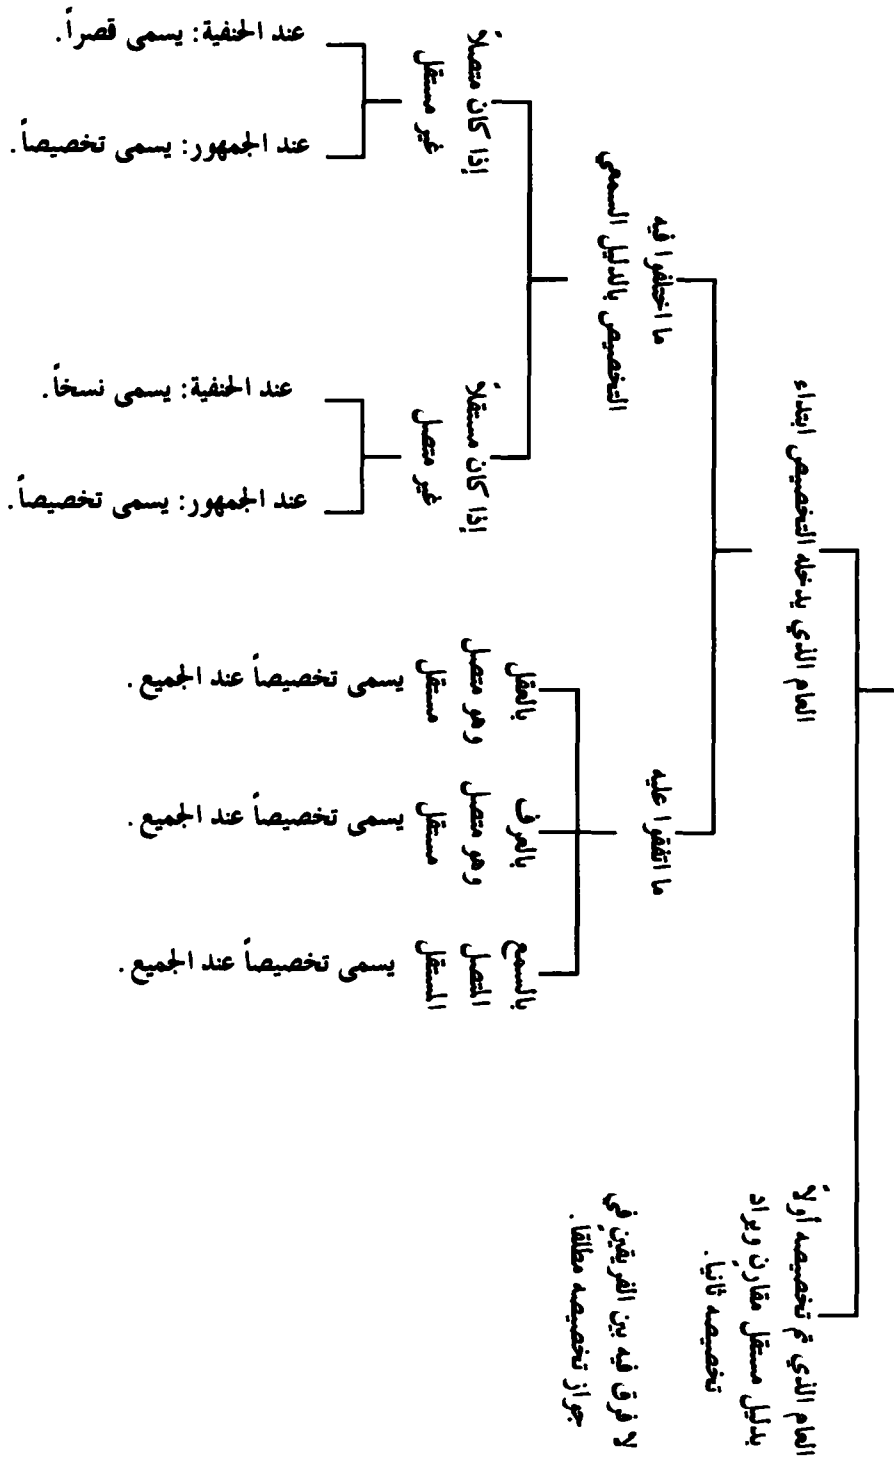 العام الذي يدخله التخصيص ابتداء
ما اختلفوا فيه
التخصيص بالدليل السمعي
إذا كان متصلاً
غير مستقل
عند الحنفية: يسمى قصراً.
عند الجمهور: يسمى تخصيصاً.
إذا كان مستقلاً
غير متصل
عند الحنفية: يسمى نسخاً.
عند الجمهور: يسمى تخصيصاً.
ما اتفقوا عليه
بالعقل
وهو متصل
مستقل
يسمى تخصيصاً عند الجميع.
بالعرف
وهو متصل
مستقل
يسمى تخصيصاً عند الجميع.
بالسمع
المتصل
المستقل
يسمى تخصيصاً عند الجميع.
العام الذي تم تخصيصه أولاً
بدليل مستقل مقارن ويراد
تخصيصه ثانياً.
لا فرق فيه بين الفريقين في
جواز تخصيصه مطلقاً.